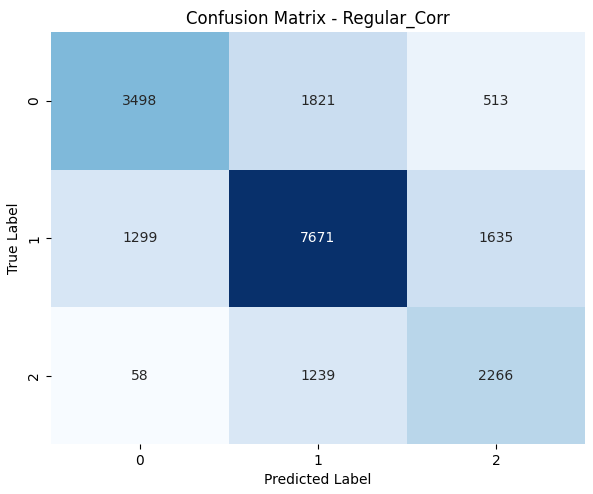 Confusion Matrix - Regular_Corr
True Label
0
3498 1821 513
1
1299 7671 1635
2
58 1239 2266
0 1 2
Predicted Label